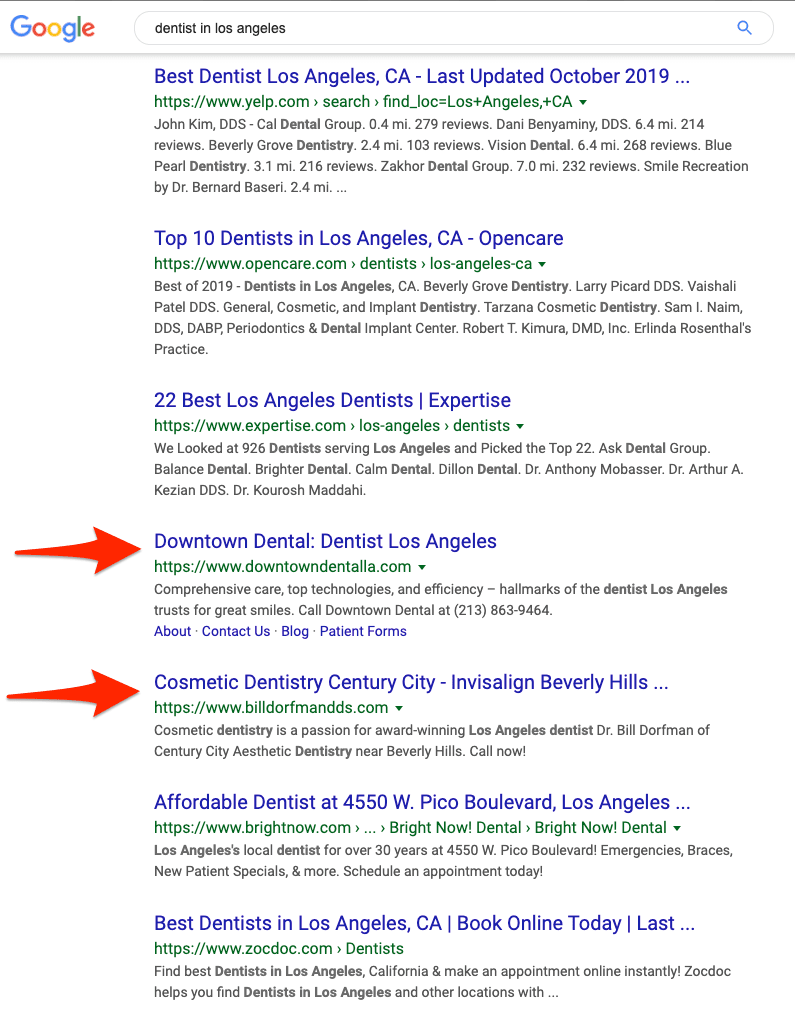 Google
dentist in los angeles
Best Dentist Los Angeles, CA - Last Updated October 2019 ...
https://www.yelp.com › search › find_loc=Los+Angeles,+CA
John Kim, DDS - Cal Dental Group. 0.4 mi. 279 reviews. Dani Benyaminy, DDS. 6.4 mi. 214
reviews. Beverly Grove Dentistry. 2.4 mi. 103 reviews. Vision Dental. 6.4 mi. 268 reviews. Blue
Pearl Dentistry. 3.1 mi. 216 reviews. Zakhor Dental Group. 7.0 mi. 232 reviews. Smile Recreation
by Dr. Bernard Baseri. 2.4 mi. ...
Top 10 Dentists in Los Angeles, CA - Opencare
https://www.opencare.com › dentists › los-angeles-ca
Best of 2019 - Dentists in Los Angeles, CA. Beverly Grove Dentistry. Larry Picard DDS. Vaishali
Patel DDS. General, Cosmetic, and Implant Dentistry. Tarzana Cosmetic Dentistry. Sam I. Naim,
DDS, DABP, Periodontics & Dental Implant Center. Robert T. Kimura, DMD, Inc. Erlinda Rosenthal's
Practice.
22 Best Los Angeles Dentists | Expertise
https://www.expertise.com › los-angeles › dentists
We Looked at 926 Dentists serving Los Angeles and Picked the Top 22. Ask Dental Group.
Balance Dental. Brighter Dental. Calm Dental. Dillon Dental. Dr. Anthony Mobasser. Dr. Arthur A.
Kezian DDS. Dr. Kourosh Maddahi.
Downtown Dental: Dentist Los Angeles
https://www.downtowndentalla.com
Comprehensive care, top technologies, and efficiency – hallmarks of the dentist Los Angeles
trusts for great smiles. Call Downtown Dental at (213) 863-9464.
About · Contact Us · Blog · Patient Forms
Cosmetic Dentistry Century City - Invisalign Beverly Hills ...
https://www.billdorfmandds.com
Cosmetic dentistry is a passion for award-winning Los Angeles dentist Dr. Bill Dorfman of
Century City Aesthetic Dentistry near Beverly Hills. Call now!
Affordable Dentist at 4550 W. Pico Boulevard, Los Angeles ...
https://www.brightnow.com › ... › Bright Now! Dental › Bright Now! Dental
Los Angeles's local dentist for over 30 years at 4550 W. Pico Boulevard! Emergencies, Braces,
New Patient Specials, & more. Schedule an appointment today!
Best Dentists in Los Angeles, CA | Book Online Today | Last ...
https://www.zocdoc.com › Dentists
Find best Dentists in Los Angeles, California & make an appointment online instantly! Zocdoc
helps you find Dentists in Los Angeles and other locations with ...